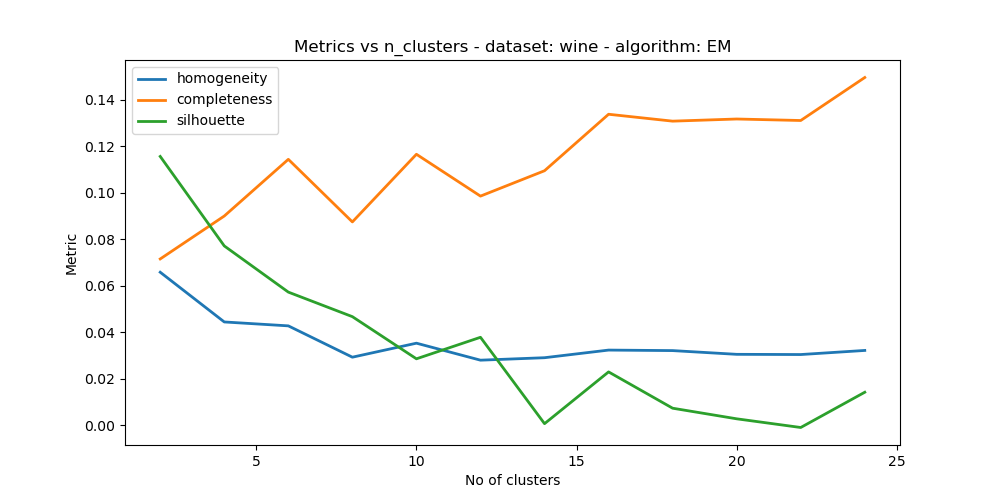 Metrics vs n_clusters - dataset: wine - algorithm: EM
homogeneity
completeness
silhouette
0.14
0.12
0.10
0.08
0.06
0.04
0.02
0.00
Metric
5 10 15 20 25
No of clusters